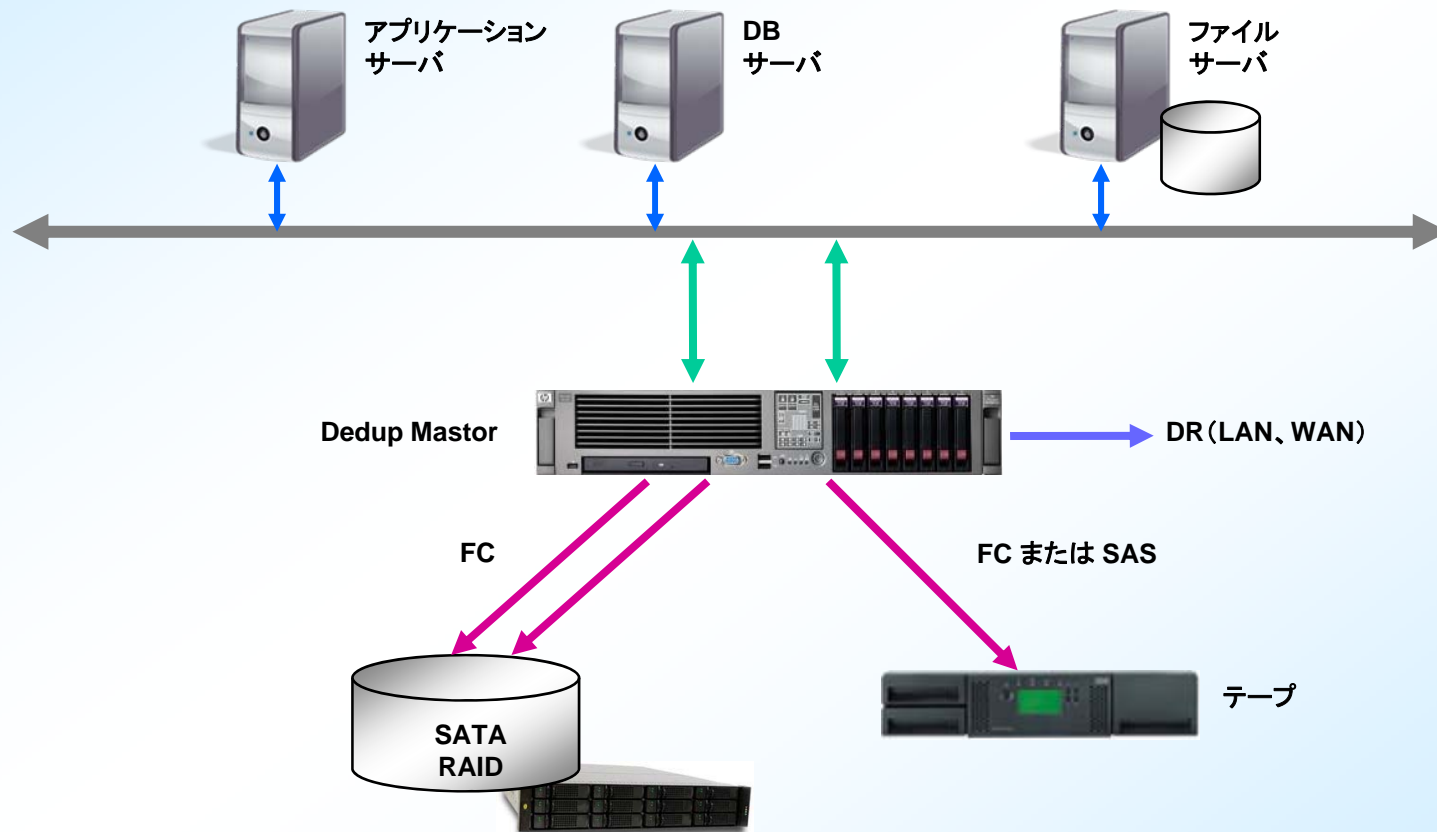 アプリケーション
サーバ
DB
サーバ
ファイル
サーバ
Dedup Mastor
DR（LAN、WAN）
FC
FC または SAS
SATA
RAID
テープ